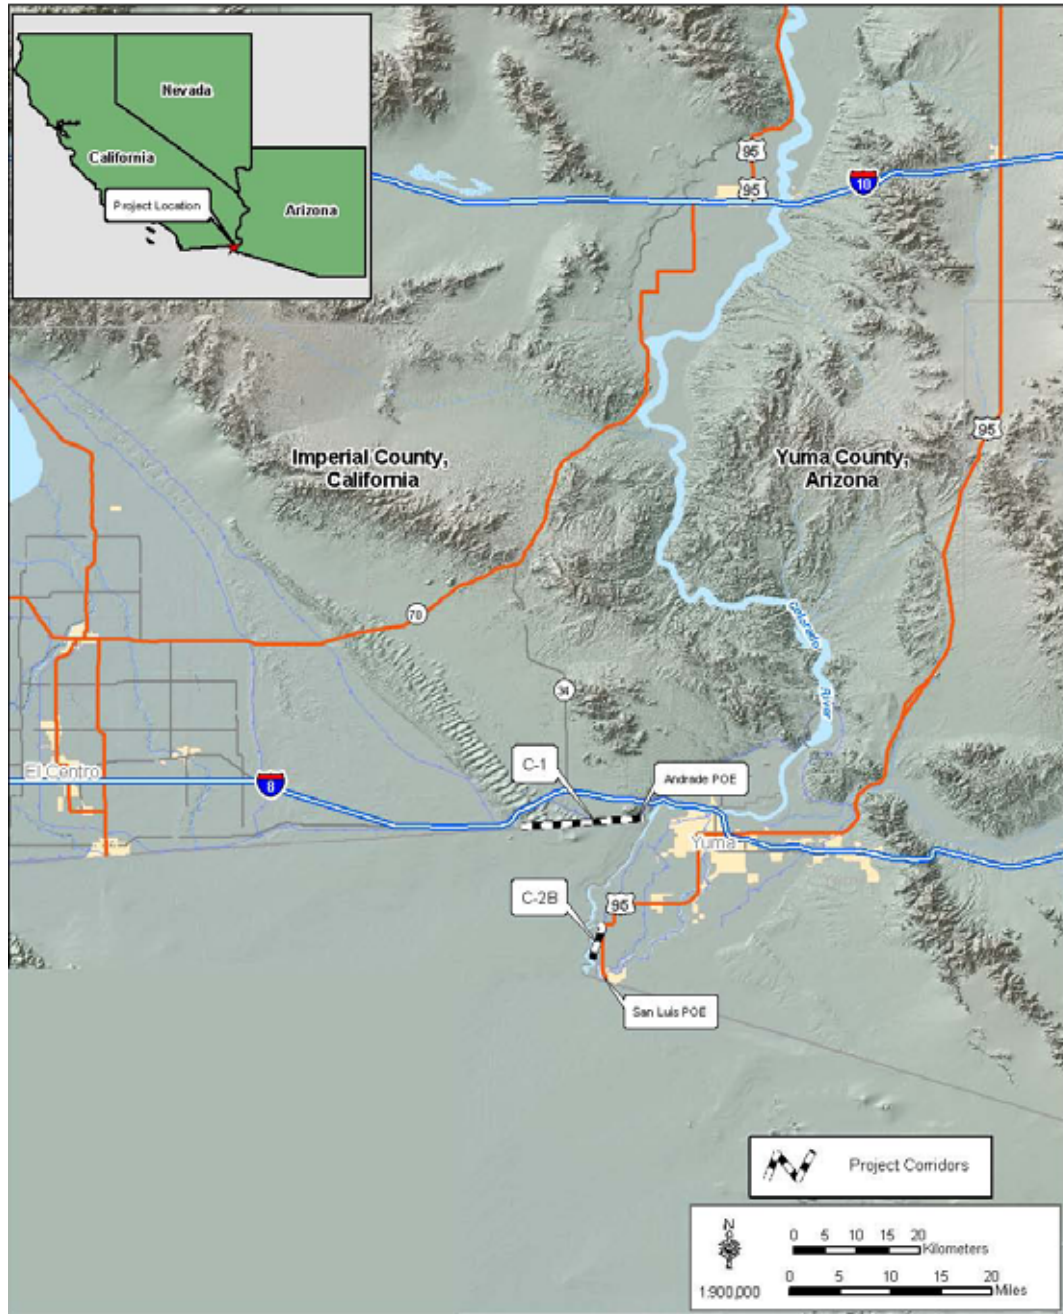 Nevada
California
Project Location
Arizona
95
95
10
95
Imperial County,
California
Yuma County,
Arizona
78
Colorado
River
34
C-1
Andrade POE
El Centro
8
Yuma
C-2B
95
San Luis POE
Project Corridors
N
0 5 10 15 20
Kilometers
1:900,000
0 5 10 15 20
Miles